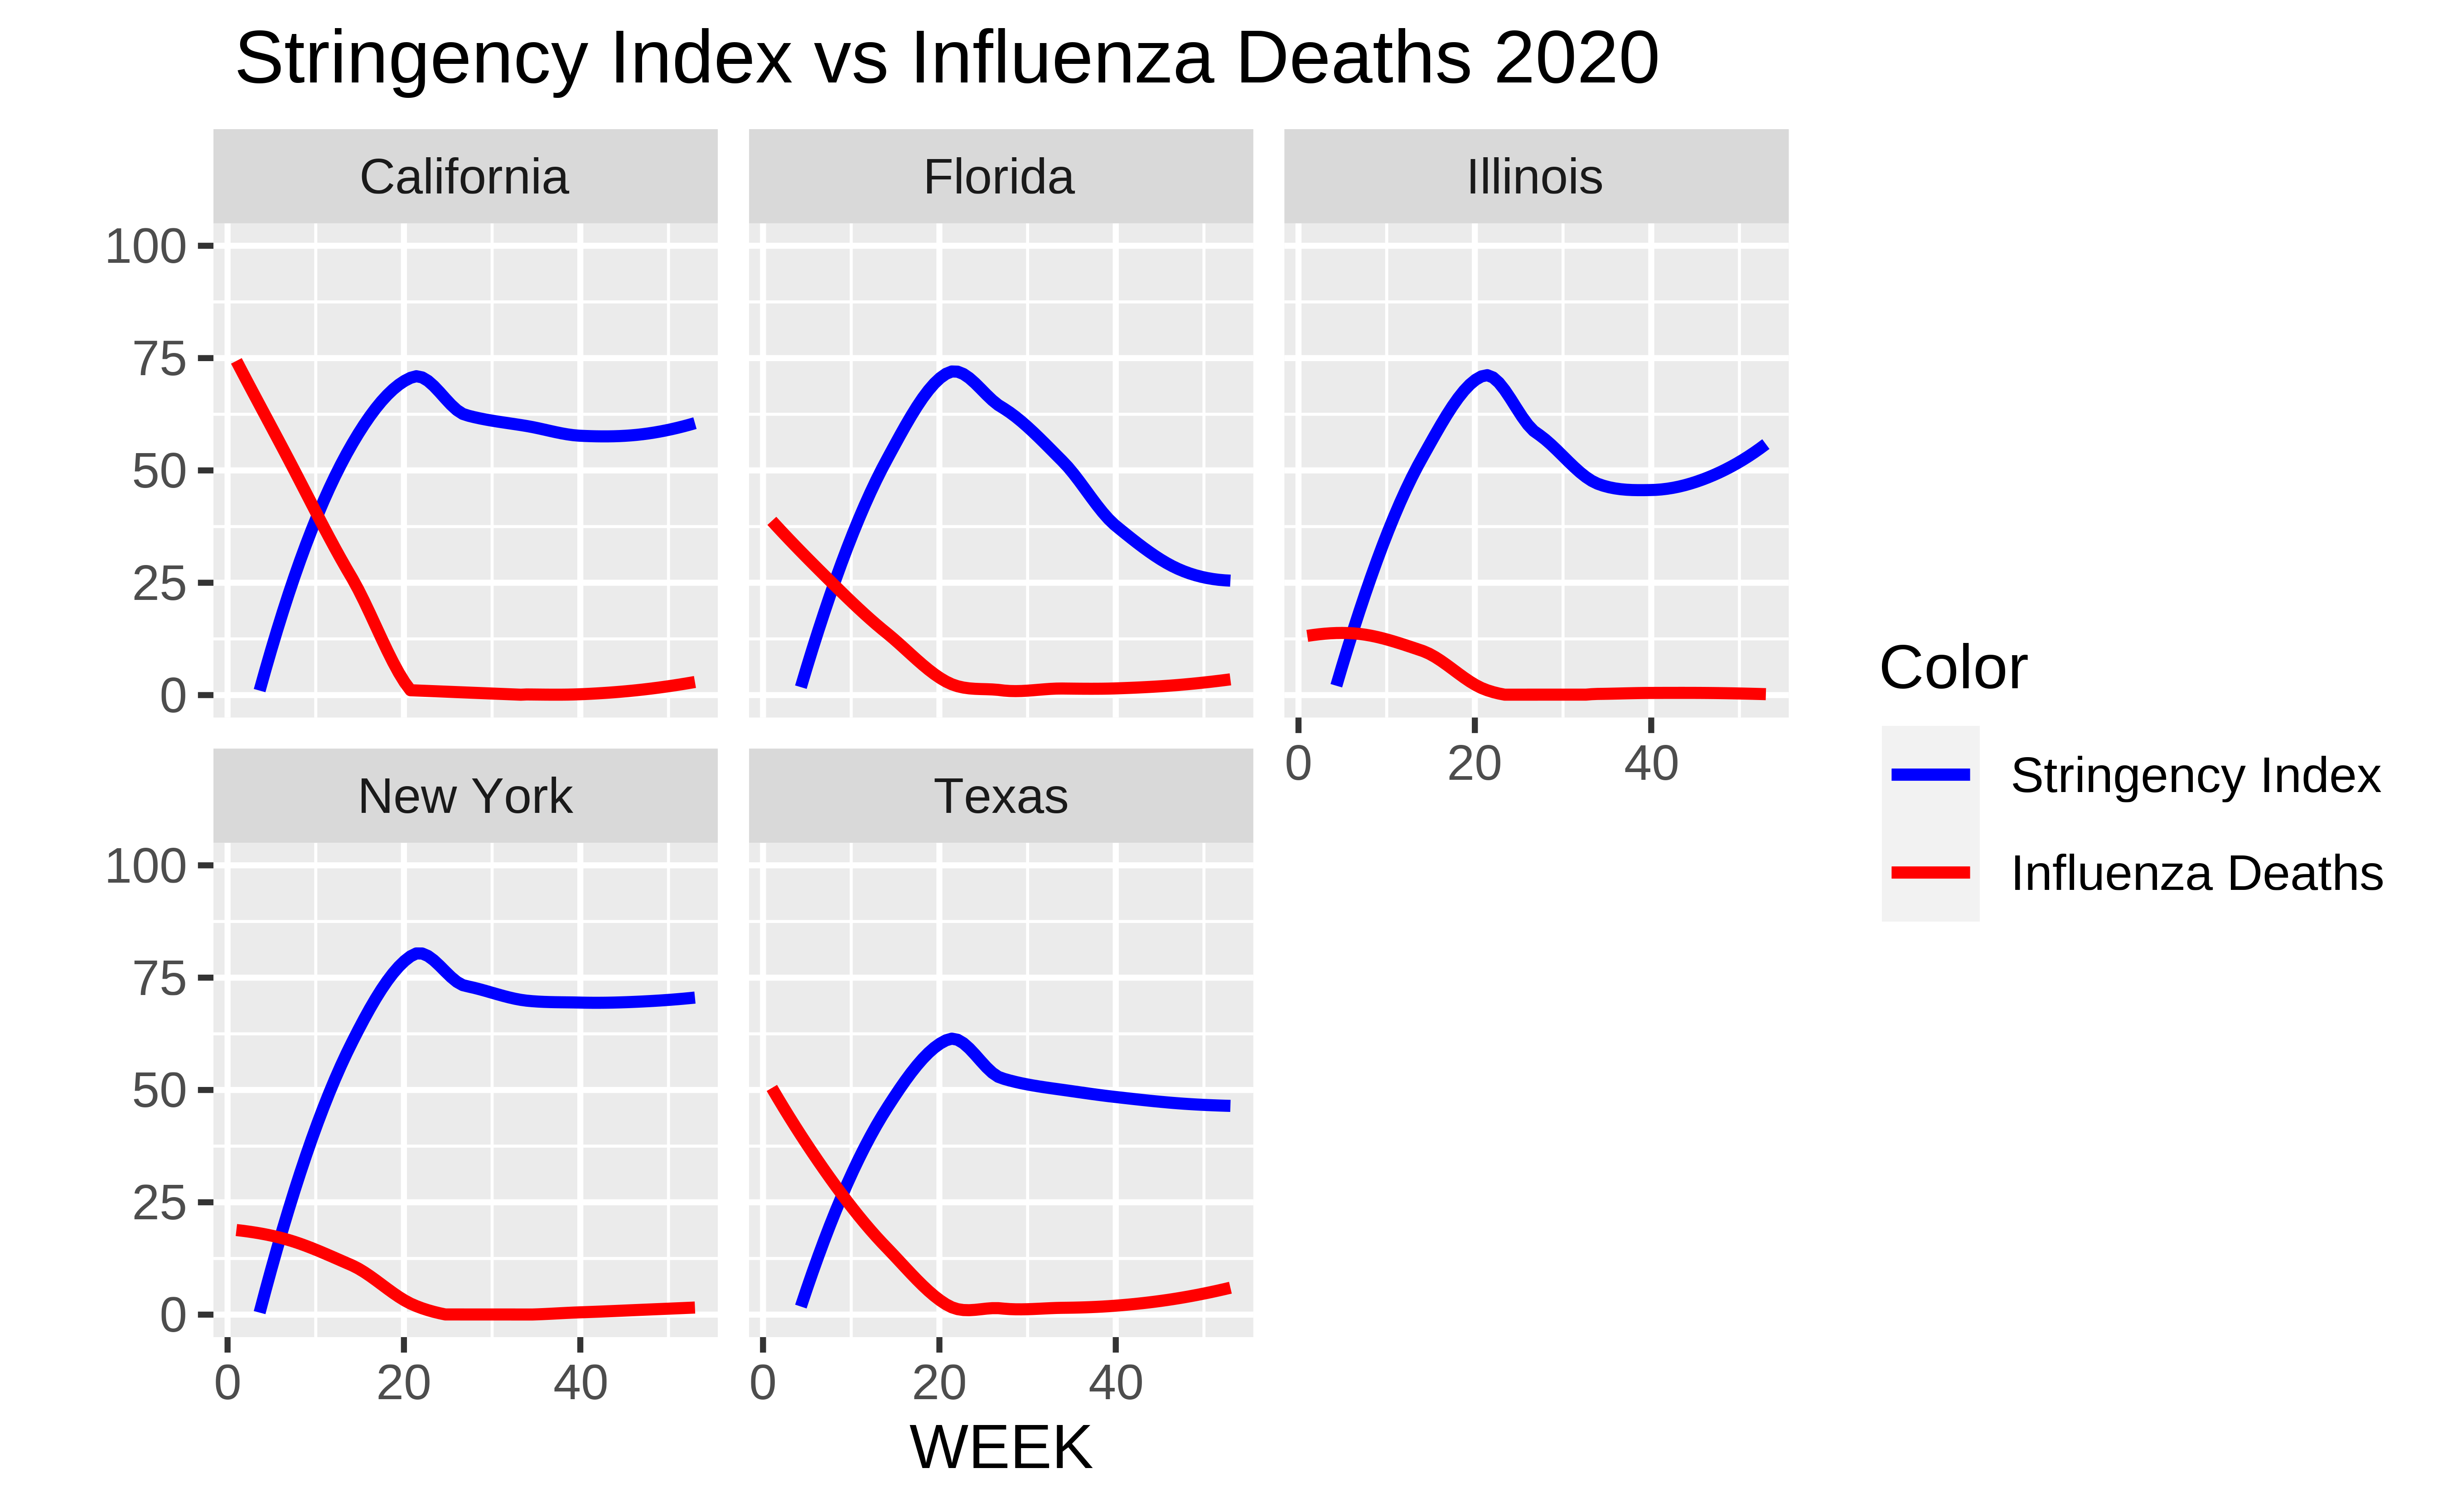 Stringency Index vs Influenza Deaths 2020
California
Florida
Illinois
100
75
50
25
0
0 20 40
New York
Texas
100
75
50
25
0
0 20 40
0 20 40
WEEK
Color
Stringency Index
Influenza Deaths